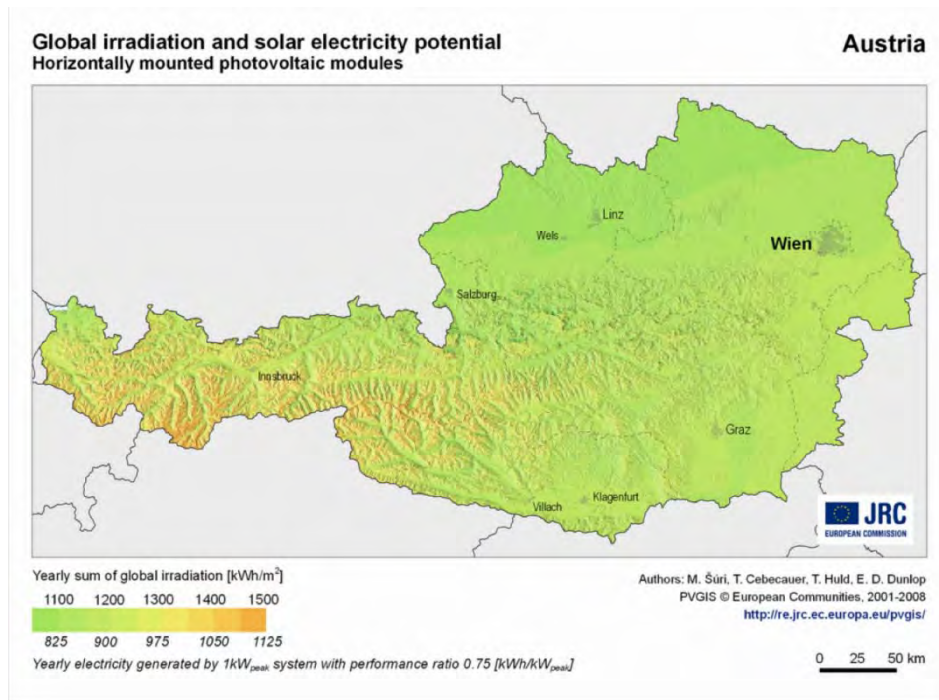 Global irradiation and solar electricity potential
Horizontally mounted photovoltaic modules
Austria
Linz
Wels
Wien
Salzburg
Innsbruck
Graz
Klagenfurt
Villach
JRC
EUROPEAN COMMISSION
Yearly sum of global irradiation [kWh/m²]
1100 1200 1300 1400 1500
825 900 975 1050 1125
Yearly electricity generated by 1kWpeak system with performance ratio 0.75 [kWh/kWpeak]
Authors: M. Šúri, T. Cebecauer, T. Huld, E. D. Dunlop
PVGIS © European Communities, 2001-2008
http://re.jrc.ec.europa.eu/pvgis/
0 25 50 km